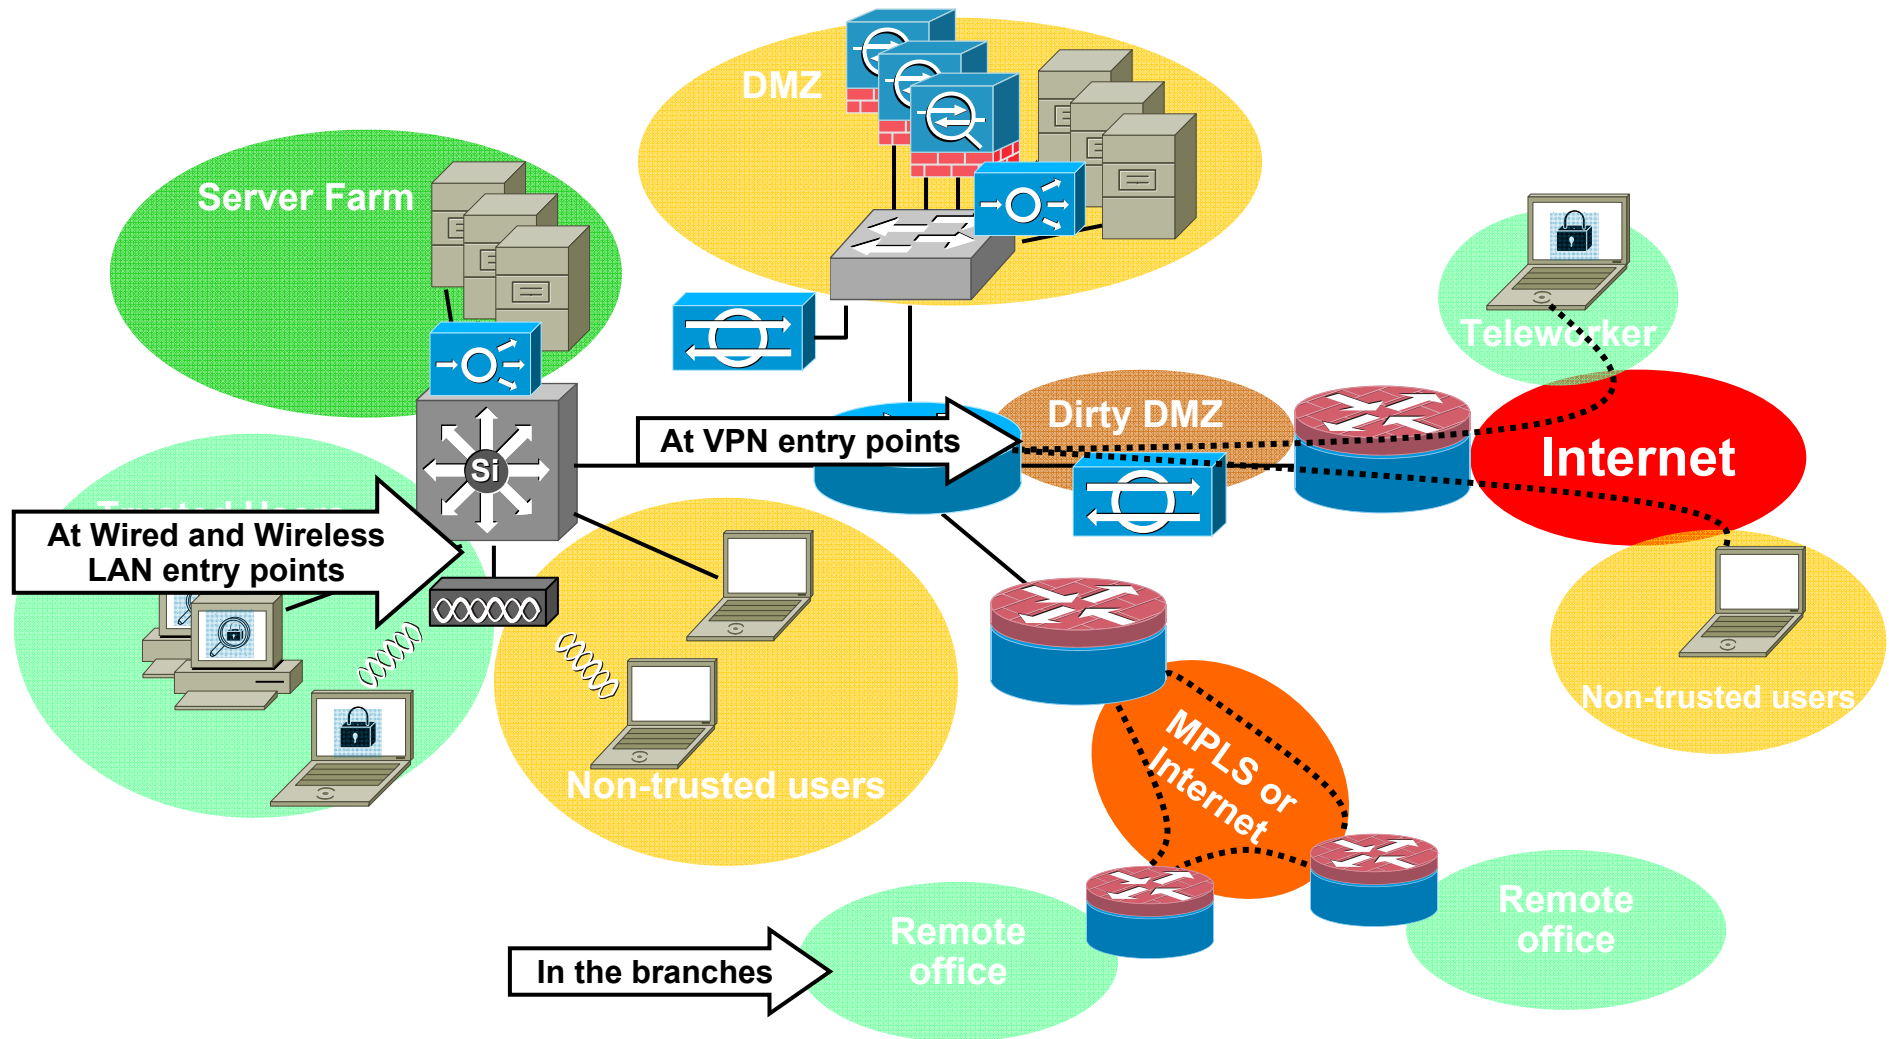 DMZ
Server Farm
Teleworker
Dirty DMZ
At VPN entry points
Internet
Si
At Wired and Wireless
LAN entry points
Non-trusted users
Non-trusted users
MPLS or
Internet
Remote
office
Remote
office
In the branches